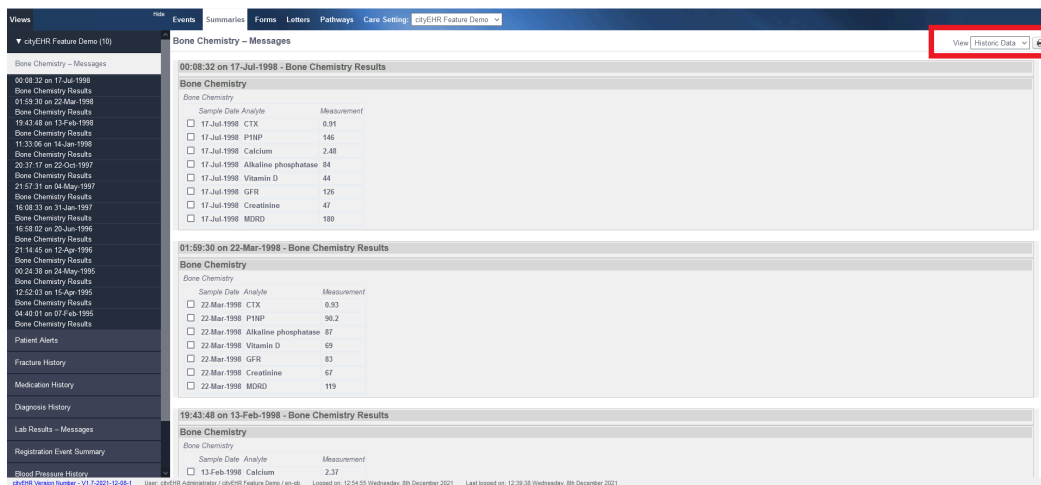 Views Hide Events Summaries Forms Letters Pathways Care Setting: cityEHR Feature Demo
▼ cityEHR Feature Demo (10)
Bone Chemistry – Messages
00:08:32 on 17-Jul-1998
Bone Chemistry Results
01:59:30 on 22-Mar-1998
Bone Chemistry Results
19:43:48 on 13-Feb-1998
Bone Chemistry Results
11:33:06 on 14-Jan-1998
Bone Chemistry Results
20:37:17 on 22-Oct-1997
Bone Chemistry Results
21:57:31 on 04-May-1997
Bone Chemistry Results
16:08:33 on 31-Jan-1997
Bone Chemistry Results
16:58:02 on 20-Jun-1996
Bone Chemistry Results
21:14:45 on 12-Apr-1996
Bone Chemistry Results
00:24:38 on 24-May-1995
Bone Chemistry Results
12:52:03 on 15-Apr-1995
Bone Chemistry Results
04:40:01 on 07-Feb-1995
Bone Chemistry Results
Patient Alerts
Fracture History
Medication History
Diagnosis History
Lab Results – Messages
Registration Event Summary
Blood Pressure History
Bone Chemistry – Messages
View Historic Data
00:08:32 on 17-Jul-1998 - Bone Chemistry Results
Bone Chemistry
Bone Chemistry
Sample Date Analyte Measurement
17-Jul-1998 CTX 0.91
17-Jul-1998 P1NP 146
17-Jul-1998 Calcium 2.48
17-Jul-1998 Alkaline phosphatase 84
17-Jul-1998 Vitamin D 44
17-Jul-1998 GFR 126
17-Jul-1998 Creatinine 47
17-Jul-1998 MDRD 180
01:59:30 on 22-Mar-1998 - Bone Chemistry Results
Bone Chemistry
Bone Chemistry
Sample Date Analyte Measurement
22-Mar-1998 CTX 0.93
22-Mar-1998 P1NP 90.2
22-Mar-1998 Alkaline phosphatase 87
22-Mar-1998 Vitamin D 69
22-Mar-1998 GFR 83
22-Mar-1998 Creatinine 67
22-Mar-1998 MDRD 119
19:43:48 on 13-Feb-1998 - Bone Chemistry Results
Bone Chemistry
Bone Chemistry
Sample Date Analyte Measurement
13-Feb-1998 Calcium 2.37
cityEHR Version Number - V1.7-2021-12-08-1 User: cityEHR Administrator / cityEHR Feature Demo / en-gb Logged on: 12:54:55 Wednesday, 8th December 2021 Last logged on: 12:39:38 Wednesday, 8th December 2021